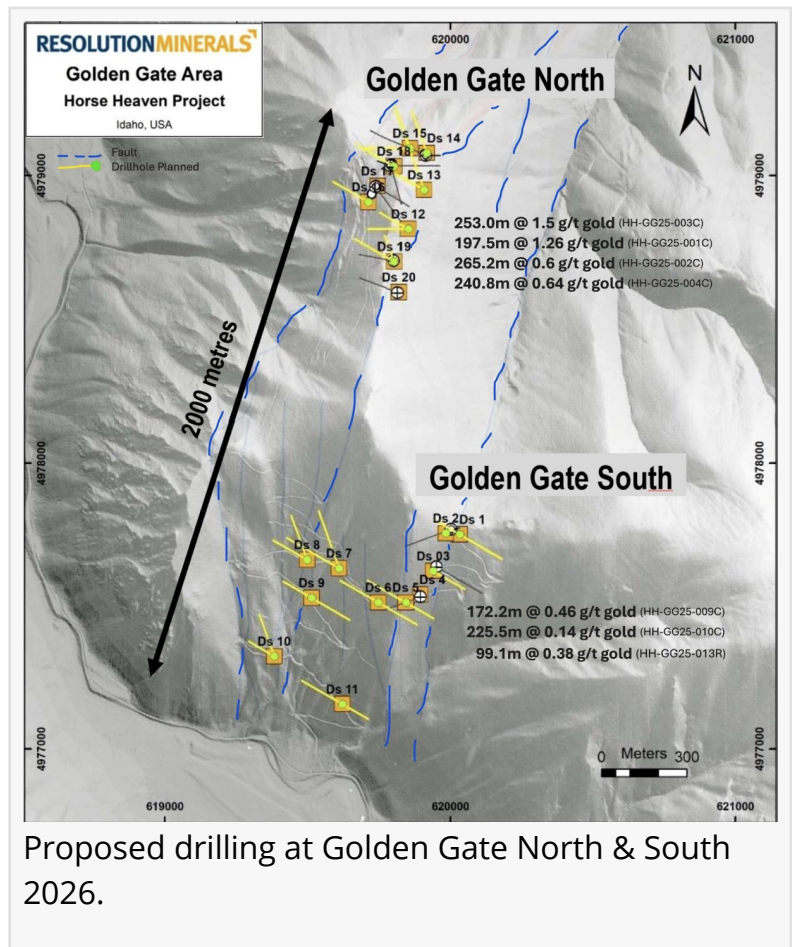 RESOLUTIONMINERALS
Golden Gate Area
Horse Heaven Project
Idaho, USA
Fault
Drillhole Planned
620000
621000
Golden Gate North
N
4979000
4979000
Ds 15
Ds 14
Ds 18
Ds 17
Ds 13
Ds 12
Ds 19
Ds 20
253.0m @ 1.5 g/t gold (HH-GG25-003C)
197.5m @ 1.26 g/t gold (HH-GG25-001C)
265.2m @ 0.6 g/t gold (HH-GG25-002C)
240.8m @ 0.64 g/t gold (HH-GG25-004C)
2000 metres
4978000
4978000
Golden Gate South
Ds 2
Ds 1
Ds 8
Ds 7
Ds 03
Ds 4
Ds 9
Ds 6
Ds 5
Ds 10
Ds 11
172.2m @ 0.46 g/t gold (HH-GG25-009C)
225.5m @ 0.14 g/t gold (HH-GG25-010C)
99.1m @ 0.38 g/t gold (HH-GG25-013R)
4977000
4977000
0 Meters 300
619000
620000
621000
Proposed drilling at Golden Gate North & South
2026.